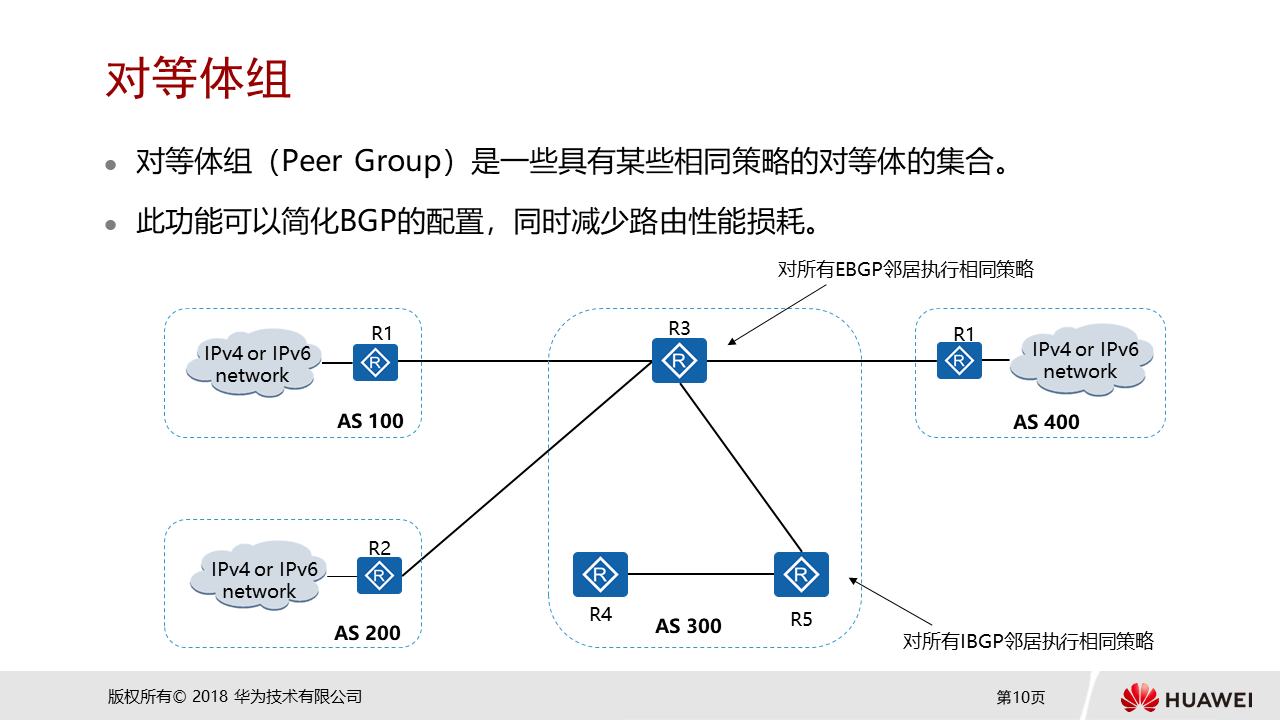 对等体组
对等体组（Peer Group）是一些具有某些相同策略的对等体的集合。
此功能可以简化BGP的配置，同时减少路由性能损耗。
对所有EBGP邻居执行相同策略
R1
IPv4 or IPv6
network
AS 100
R3
R
R
R1
R
IPv4 or IPv6
network
AS 400
R2
R
IPv4 or IPv6
network
AS 200
R
R4
AS 300
R
R5
对所有IBGP邻居执行相同策略
版权所有© 2018 华为技术有限公司
第10页
HUAWEI